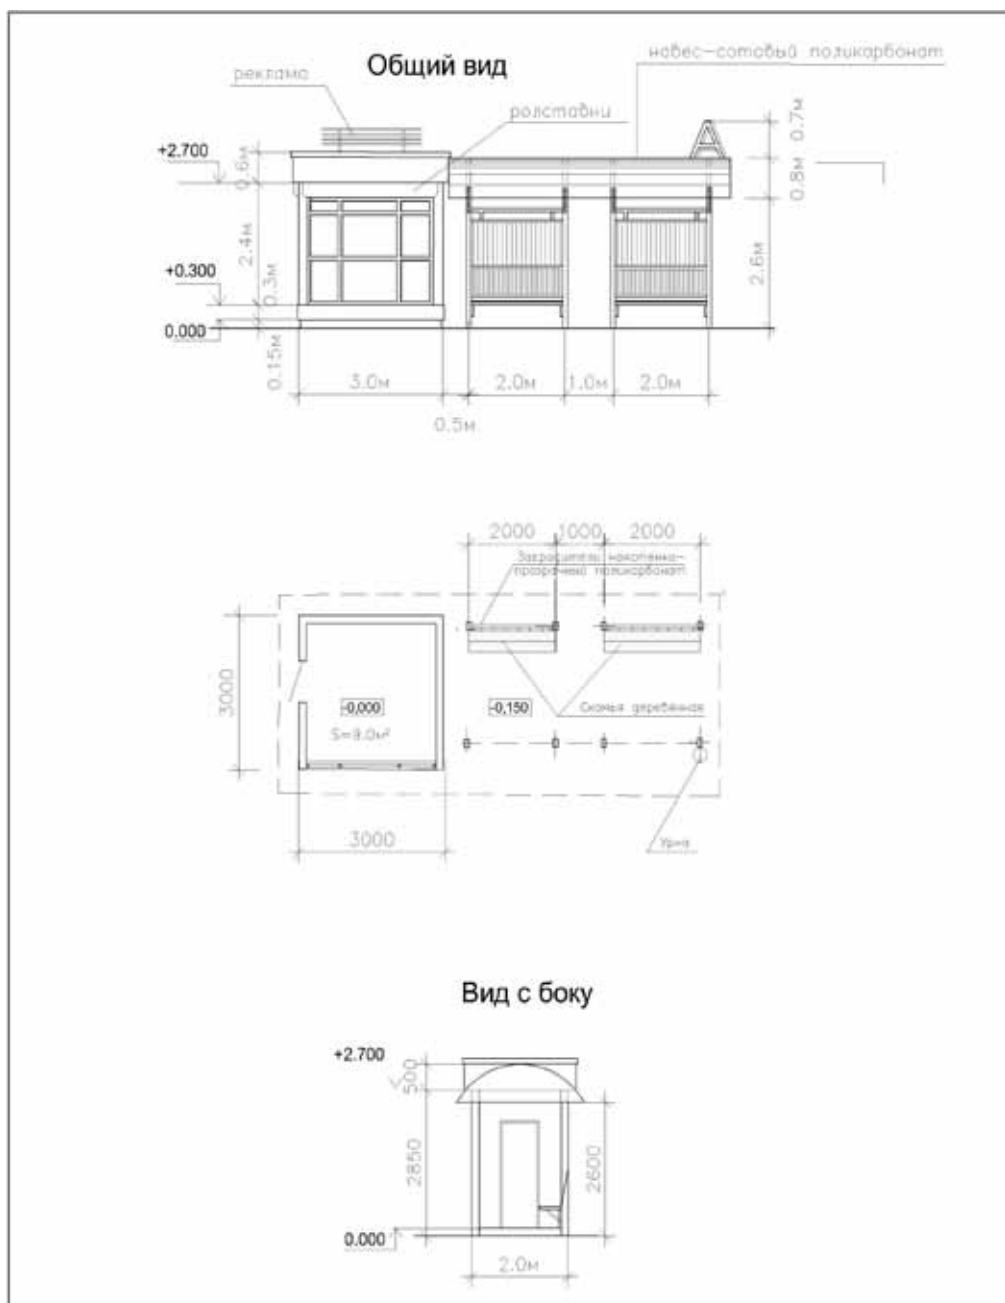 Общий вид
навес-сотовый поликарбонат
реклама
ролставни
+2.700
0.6м
0.7м
0.8м
2.4м
+0.300
0.3м
2.6м
0.000
0.15м
3.0м
2.0м
1.0м
2.0м
0.5м
2000
1000
2000
прозрачный поликарбонат
3000
-0,000
S=9.0м²
-0,150
Скамья деревянная
3000
Урна
Вид с боку
+2.700
500
2850
2600
0.000
2.0м